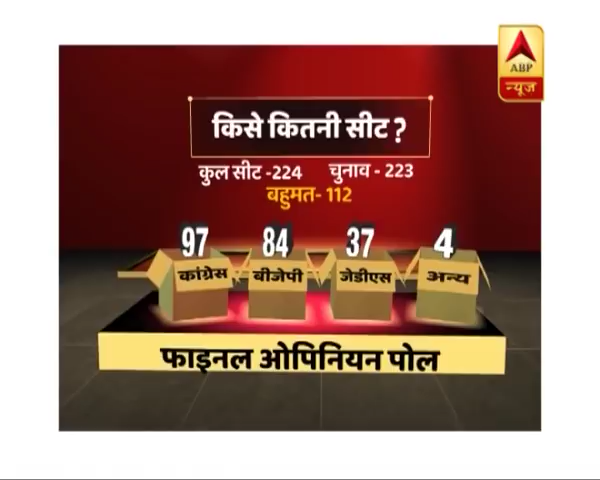 ABP
न्यूज़
किसे कितनी सीट ?
कुल सीट -224 चुनाव - 223
बहुमत- 112
97 84 37 4
कांग्रेस बीजेपी जेडीएस अन्य
फाइनल ओपिनियन पोल